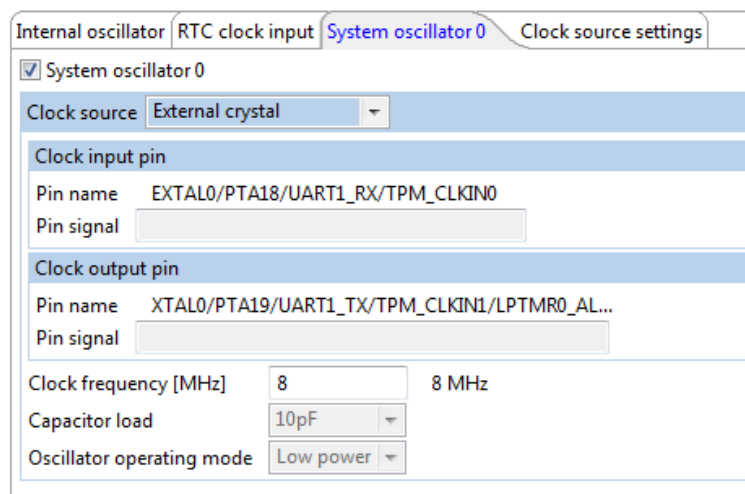 Internal oscillator RTC clock input System oscillator 0 Clock source settings
System oscillator 0
Clock source External crystal
Clock input pin
Pin name EXTAL0/PTA18/UART1_RX/TPM_CLKIN0
Pin signal
Clock output pin
Pin name XTAL0/PTA19/UART1_TX/TPM_CLKIN1/LPTMR0_AL...
Pin signal
Clock frequency [MHz] 8 8 MHz
Capacitor load 10pF
Oscillator operating mode Low power